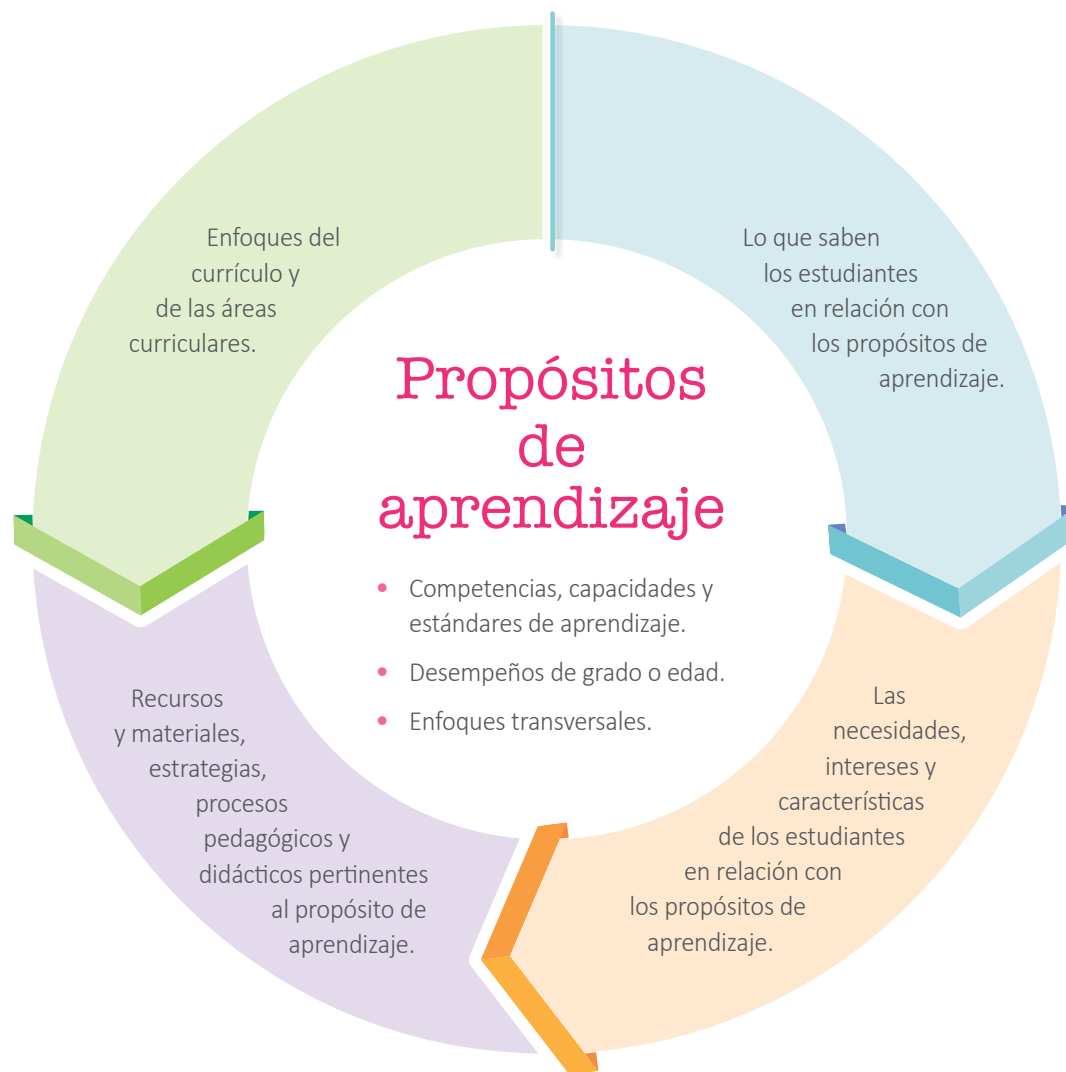 Enfoques del
currículo y
de las áreas
curriculares.
Lo que saben
los estudiantes
en relación con
los propósitos de
aprendizaje.
Propósitos
de
aprendizaje
• Competencias, capacidades y
estándares de aprendizaje.
• Desempeños de grado o edad.
• Enfoques transversales.
Recursos
y materiales,
estrategias,
procesos
pedagógicos y
didácticos pertinentes
al propósito de
aprendizaje.
Las
necesidades,
intereses y
características
de los estudiantes
en relación con
los propósitos de
aprendizaje.